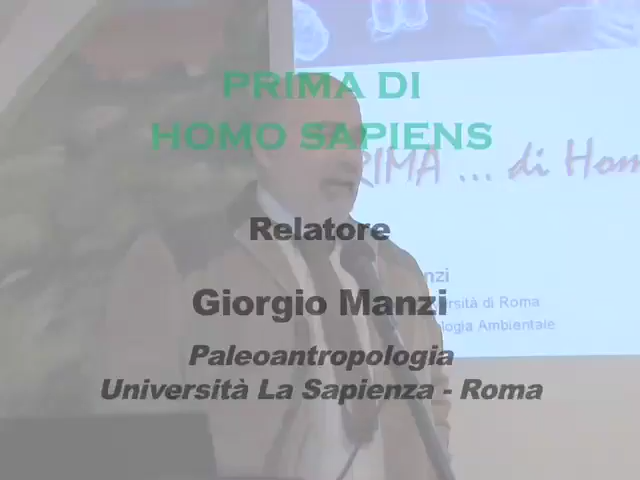 PRIMA DI
HOMO SAPIENS
RIMA ... di Hom
Relatore
nzi
Giorgio Manzi
ersità di Roma
logia Ambientale
Paleoantropologia
Università La Sapienza - Roma